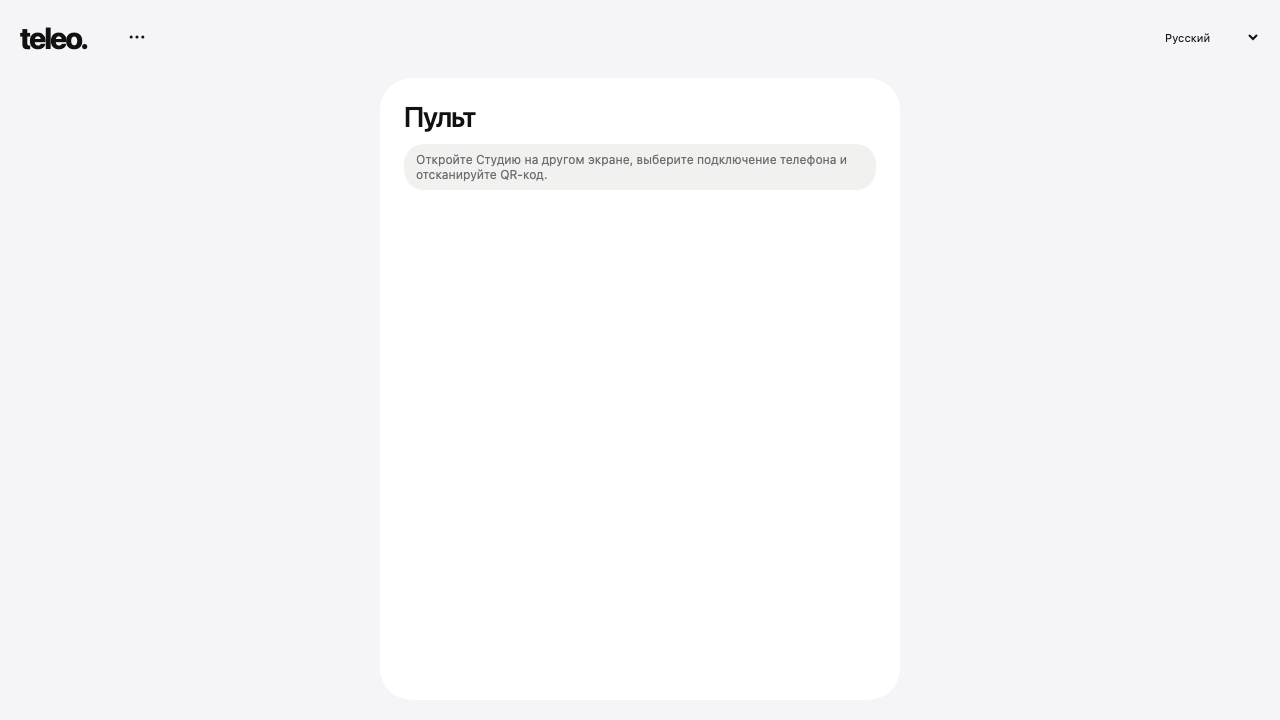 teleo.
Русский
Пульт
Откройте Студию на другом экране, выберите подключение телефона и
отсканируйте QR-код.